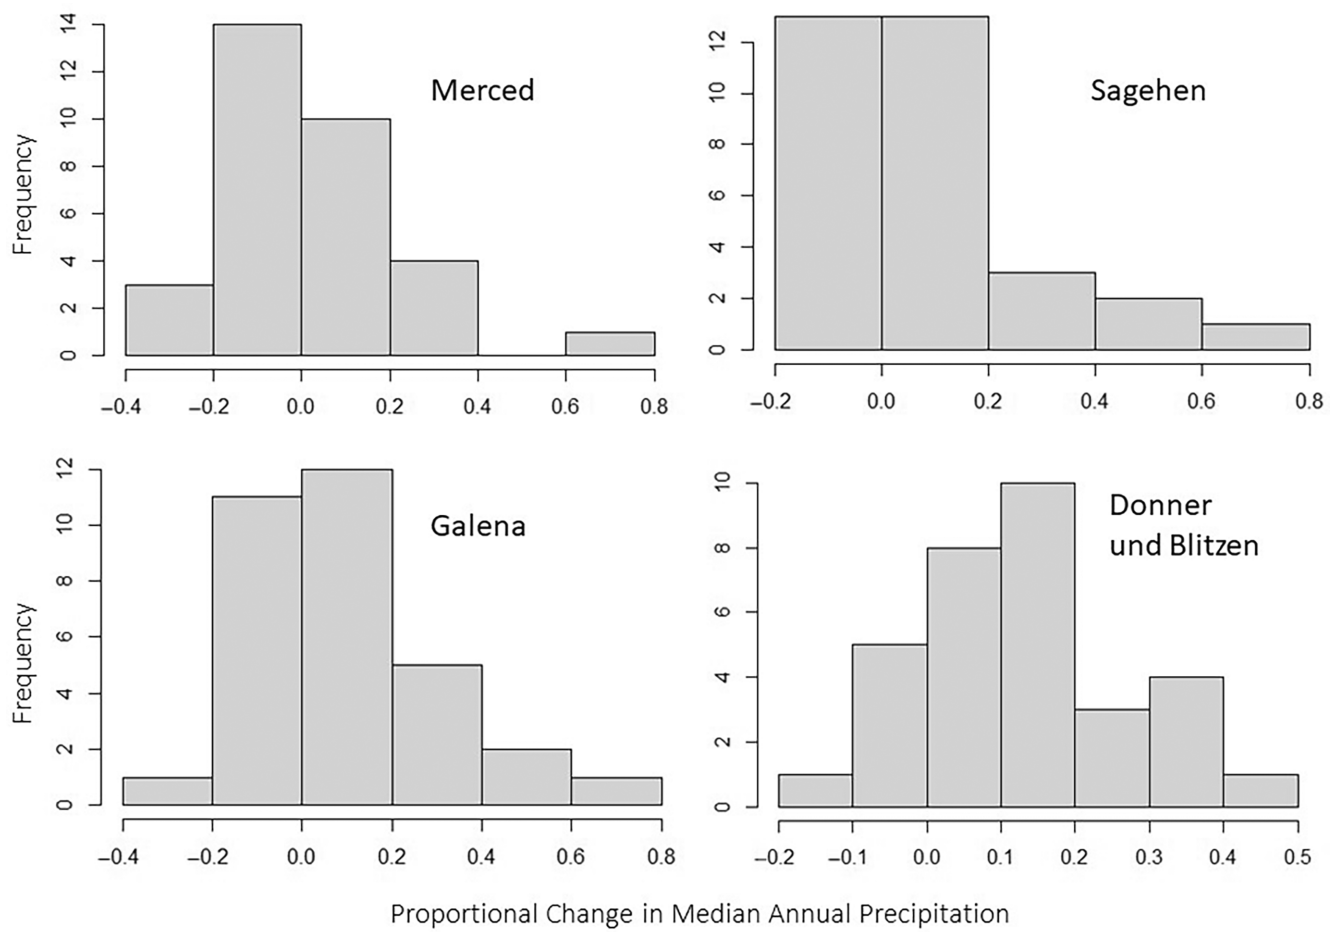 Merced
Frequency
14
12
10
8
6
4
2
0
–0.4 –0.2 0.0 0.2 0.4 0.6 0.8
Sagehen
12
10
8
6
4
2
0
–0.2 0.0 0.2 0.4 0.6 0.8
Galena
Frequency
12
10
8
6
4
2
0
–0.4 –0.2 0.0 0.2 0.4 0.6 0.8
Donner
und Blitzen
10
8
6
4
2
0
–0.2 –0.1 0.0 0.1 0.2 0.3 0.4 0.5
Proportional Change in Median Annual Precipitation